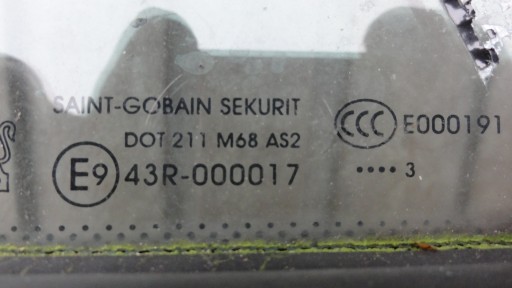 SAINT-GOBAIN SEKURIT
DOT 211 M68 AS2
E9 43R-000017
CCC E000191
•••• 3